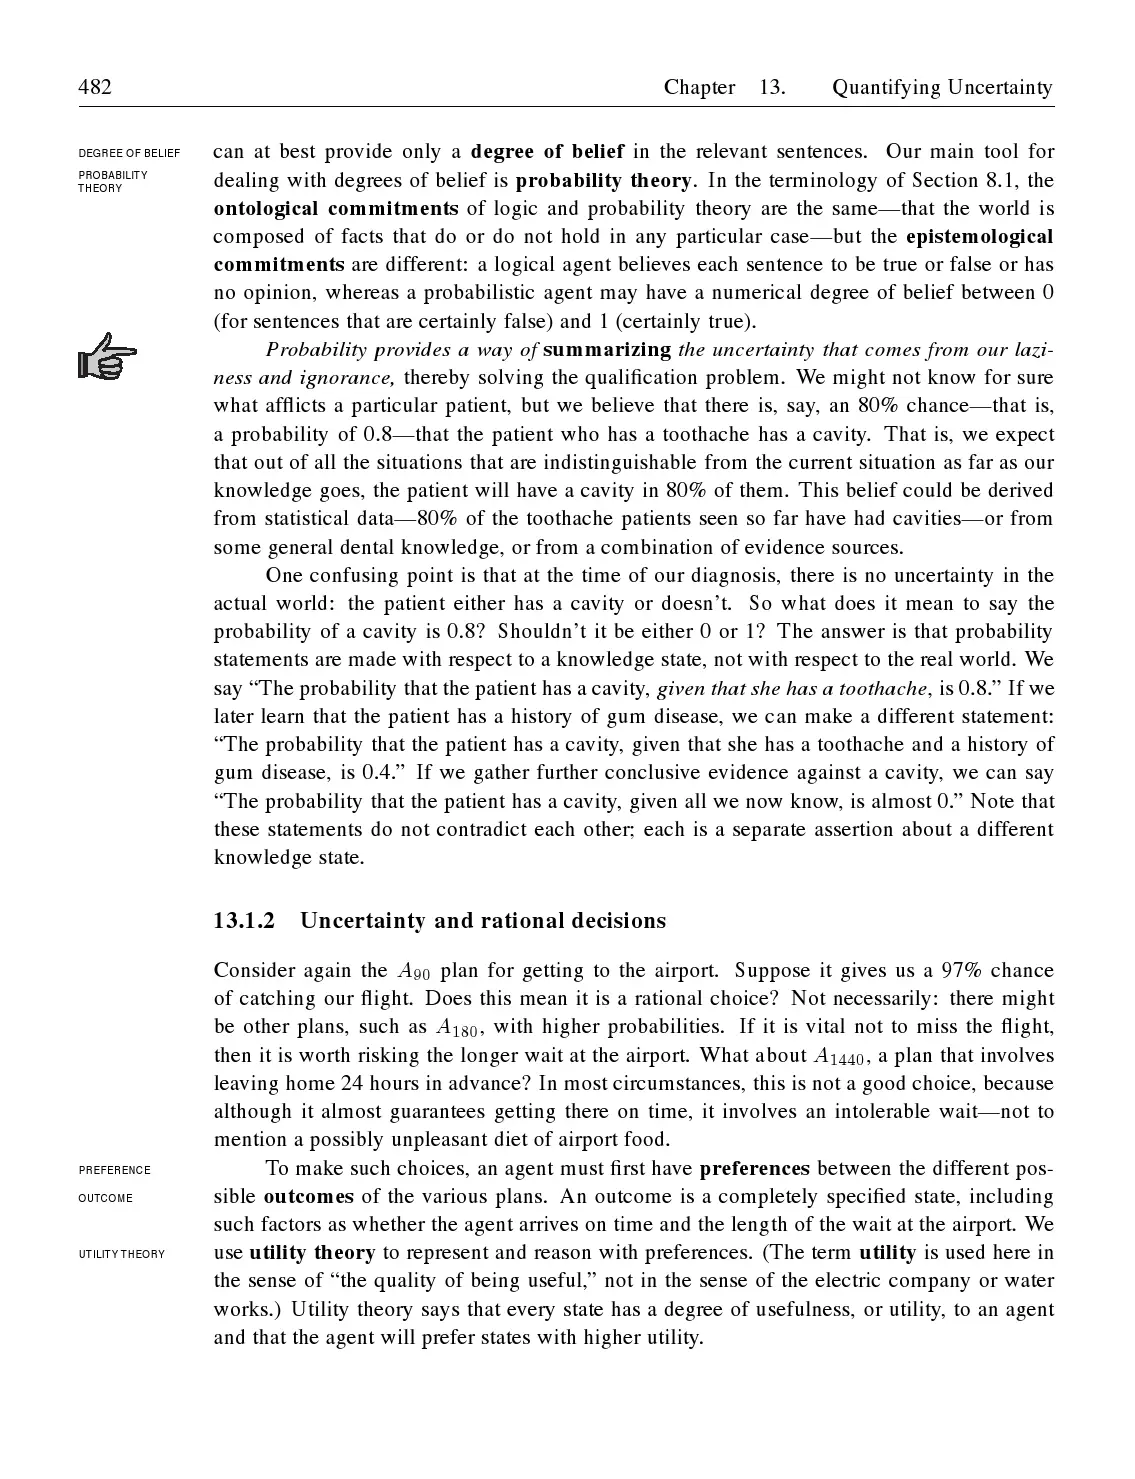 482 Chapter 13. Quantifying Uncertainty
DEGREE OF BELIEF
can at best provide only a degree of belief in the relevant sentences. Our main tool for
PROBABILITY
THEORY
dealing with degrees of belief is probability theory. In the terminology of Section 8.1, the
ontological commitments of logic and probability theory are the same—that the world is
composed of facts that do or do not hold in any particular case—but the epistemological
commitments are different: a logical agent believes each sentence to be true or false or has
no opinion, whereas a probabilistic agent may have a numerical degree of belief between 0
(for sentences that are certainly false) and 1 (certainly true).
Probability provides a way of summarizing the uncertainty that comes from our lazi-
ness and ignorance, thereby solving the qualification problem. We might not know for sure
what afflicts a particular patient, but we believe that there is, say, an 80% chance—that is,
a probability of 0.8—that the patient who has a toothache has a cavity. That is, we expect
that out of all the situations that are indistinguishable from the current situation as far as our
knowledge goes, the patient will have a cavity in 80% of them. This belief could be derived
from statistical data—80% of the toothache patients seen so far have had cavities—or from
some general dental knowledge, or from a combination of evidence sources.
One confusing point is that at the time of our diagnosis, there is no uncertainty in the
actual world: the patient either has a cavity or doesn't. So what does it mean to say the
probability of a cavity is 0.8? Shouldn't it be either 0 or 1? The answer is that probability
statements are made with respect to a knowledge state, not with respect to the real world. We
say “The probability that the patient has a cavity, given that she has a toothache, is 0.8.” If we
later learn that the patient has a history of gum disease, we can make a different statement:
“The probability that the patient has a cavity, given that she has a toothache and a history of
gum disease, is 0.4.” If we gather further conclusive evidence against a cavity, we can say
“The probability that the patient has a cavity, given all we now know, is almost 0.” Note that
these statements do not contradict each other; each is a separate assertion about a different
knowledge state.
13.1.2 Uncertainty and rational decisions
Consider again the A90 plan for getting to the airport. Suppose it gives us a 97% chance
of catching our flight. Does this mean it is a rational choice? Not necessarily: there might
be other plans, such as A180, with higher probabilities. If it is vital not to miss the flight,
then it is worth risking the longer wait at the airport. What about A1440, a plan that involves
leaving home 24 hours in advance? In most circumstances, this is not a good choice, because
although it almost guarantees getting there on time, it involves an intolerable wait—not to
mention a possibly unpleasant diet of airport food.
PREFERENCE
To make such choices, an agent must first have preferences between the different pos-
OUTCOME
sible outcomes of the various plans. An outcome is a completely specified state, including
such factors as whether the agent arrives on time and the length of the wait at the airport. We
UTILITY THEORY
use utility theory to represent and reason with preferences. (The term utility is used here in
the sense of “the quality of being useful,” not in the sense of the electric company or water
works.) Utility theory says that every state has a degree of usefulness, or utility, to an agent
and that the agent will prefer states with higher utility.